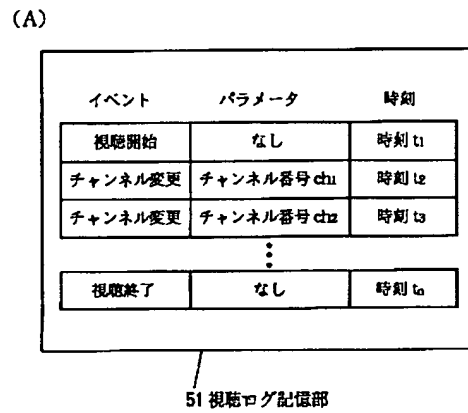 (A)
イベント パラメータ 時刻
視聴開始 なし 時刻 t₁
チャンネル変更 チャンネル番号 ch₁ 時刻 t₂
チャンネル変更 チャンネル番号 ch₂ 時刻 t₃
視聴終了 なし 時刻 tₙ
51 視聴ログ記憶部